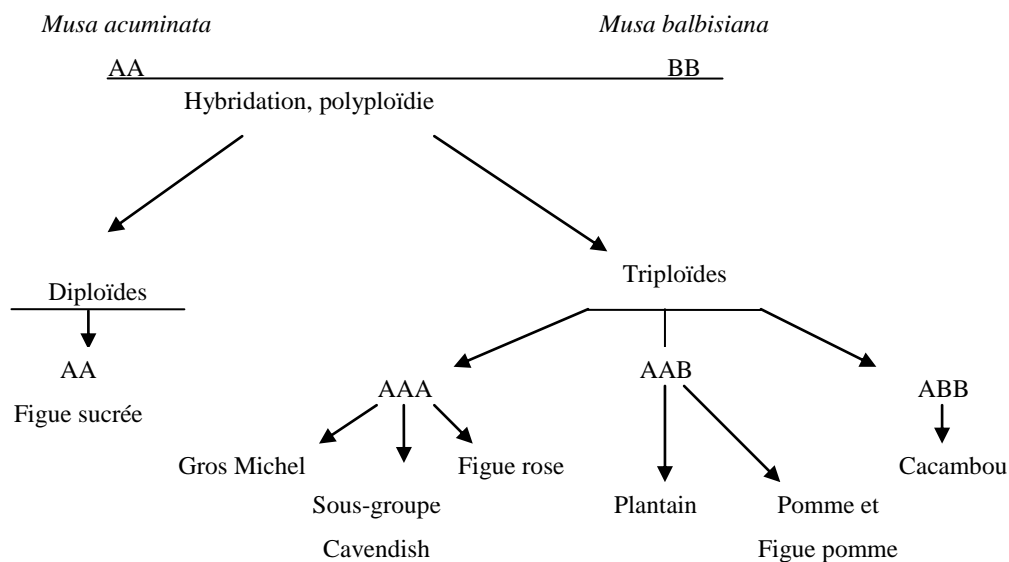 Musa acuminata
Musa balbisiana
AA
BB
Hybridation, polyploïdie
Diploïdes
Triploïdes
AA
Figue sucrée
AAA
AAB
ABB
Gros Michel
Figue rose
Cacambou
Sous-groupe
Cavendish
Plantain
Pomme et
Figue pomme